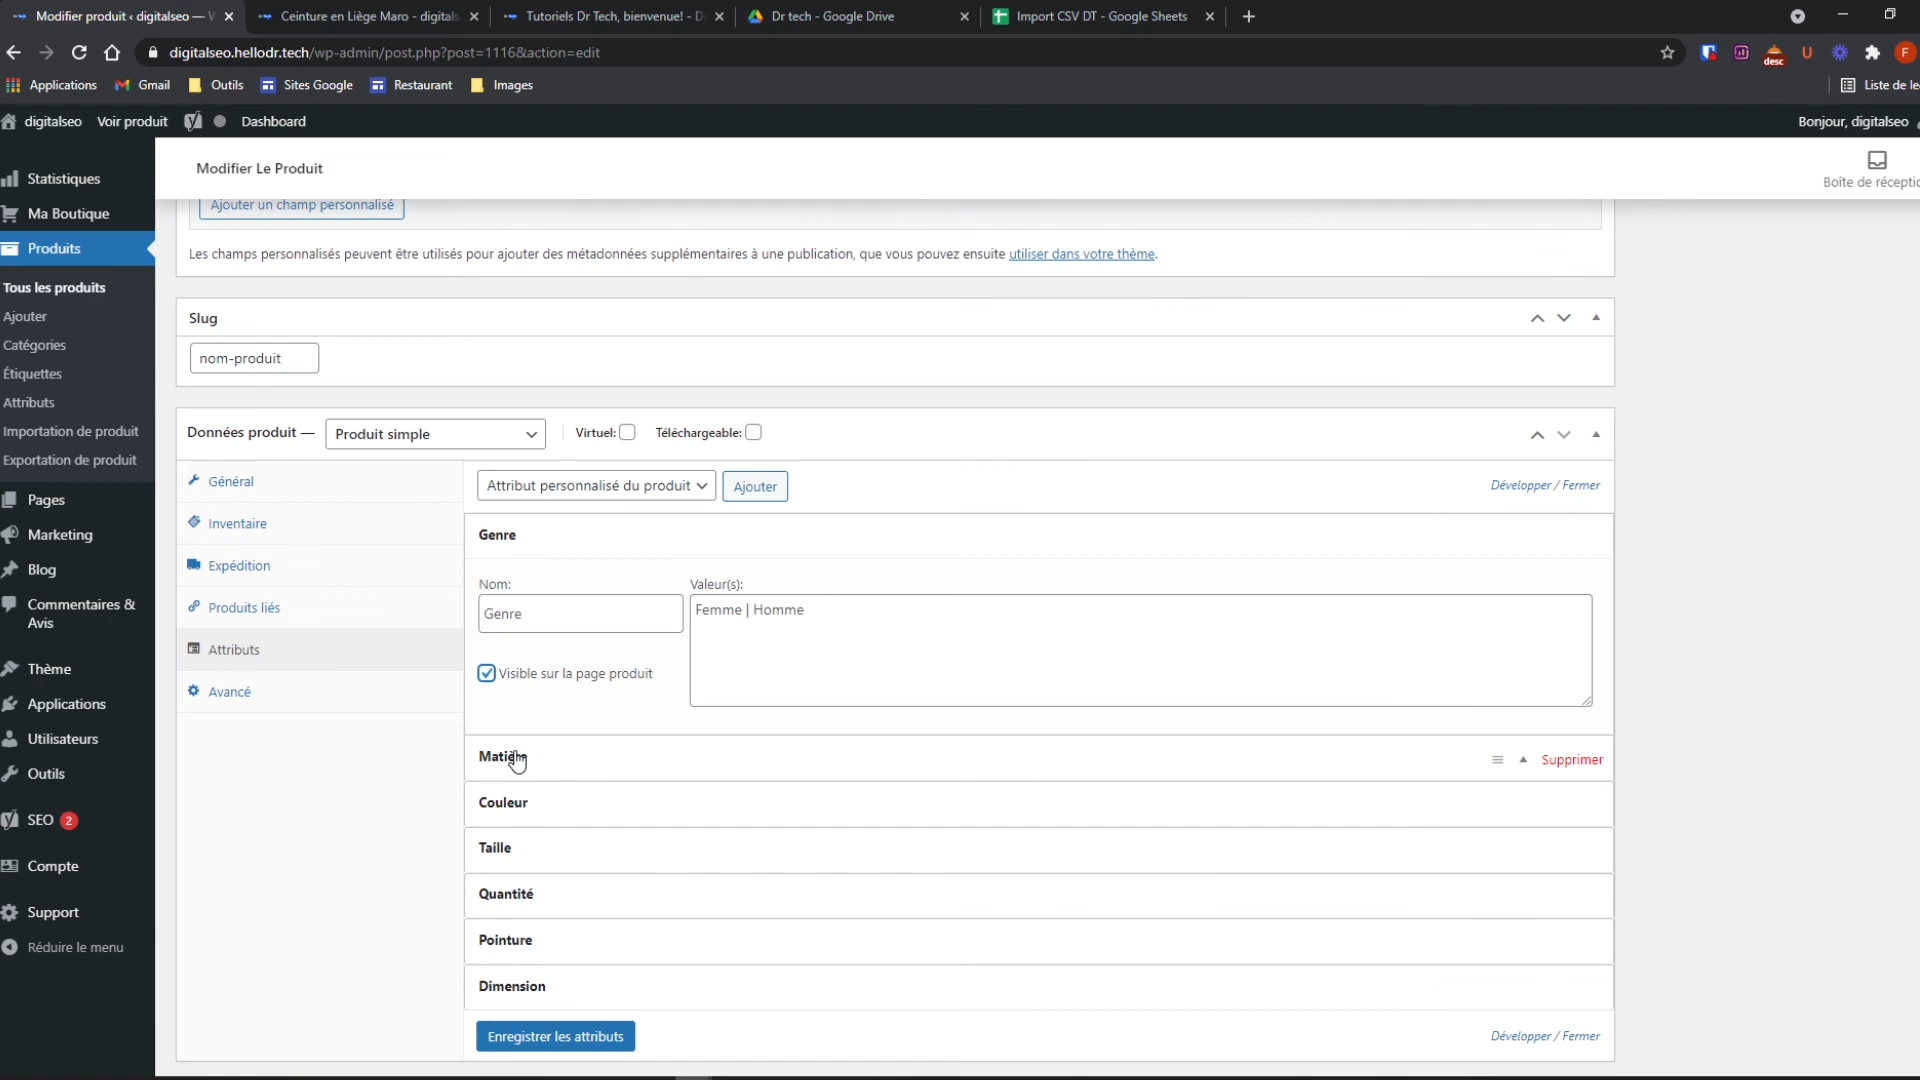 Modifier produit ‹ digitalseo —
Ceinture en Liège Maro - digitals
Tutoriels Dr Tech, bienvenue! - D
Dr tech - Google Drive
Import CSV DT - Google Sheets
digitalseo.hellodr.tech/wp-admin/post.php?post=1116&action=edit
desc
U
F
Applications
Gmail
Outils
Sites Google
Restaurant
Images
Liste de le
digitalseo
Voir produit
Dashboard
Bonjour, digitalseo
Statistiques
Ma Boutique
Produits
Tous les produits
Ajouter
Catégories
Étiquettes
Attributs
Importation de produit
Exportation de produit
Pages
Marketing
Blog
Commentaires &
Avis
Thème
Applications
Utilisateurs
Outils
SEO 2
Compte
Support
Réduire le menu
Modifier Le Produit
Boîte de réceptio
Ajouter un champ personnalisé
Les champs personnalisés peuvent être utilisés pour ajouter des métadonnées supplémentaires à une publication, que vous pouvez ensuite utiliser dans votre thème.
Slug
nom-produit
Données produit —
Produit simple
Virtuel:
Téléchargeable:
Général
Inventaire
Expédition
Produits liés
Attributs
Avancé
Attribut personnalisé du produit
Ajouter
Développer / Fermer
Genre
Nom:
Valeur(s):
Genre
Femme | Homme
Visible sur la page produit
Matière
Supprimer
Couleur
Taille
Quantité
Pointure
Dimension
Enregistrer les attributs
Développer / Fermer